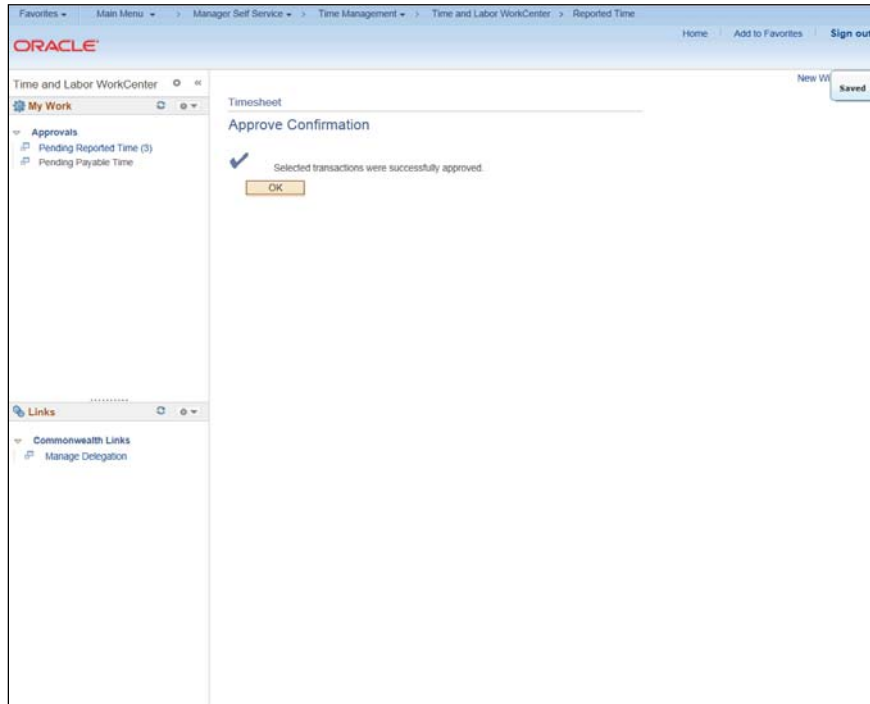 Favorites Main Menu > Manager Self Service > Time Management > Time and Labor WorkCenter > Reported Time
Home Add to Favorites Sign out
ORACLE
New Wi
Saved
Time and Labor WorkCenter «
My Work
Timesheet
Approve Confirmation
Approvals
Pending Reported Time (3)
Pending Payable Time
Selected transactions were successfully approved.
OK
Links
Commonwealth Links
Manage Delegation